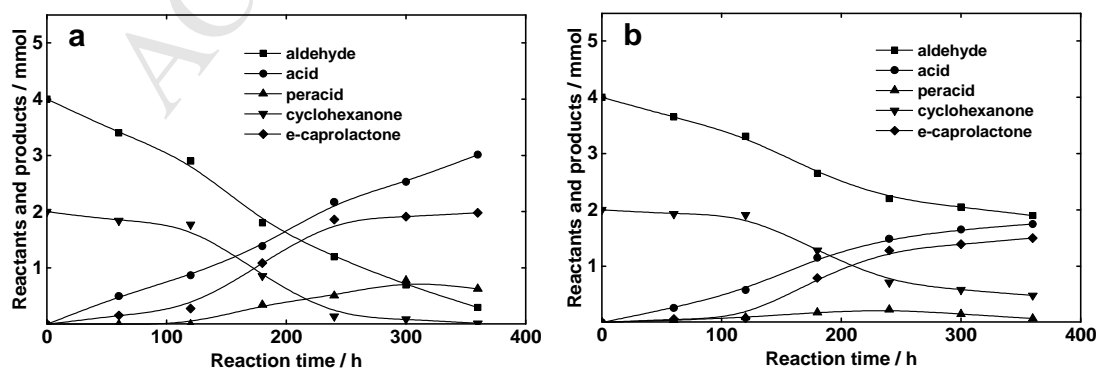 AC
a
aldehyde
acid
peracid
cyclohexanone
e-caprolactone
Reactants and products / mmol
5
4
3
2
1
0
100
200
300
400
Reaction time / h
b
aldehyde
acid
peracid
cyclohexanone
e-caprolactone
Reactants and products / mmol
5
4
3
2
1
0
100
200
300
400
Reaction time / h